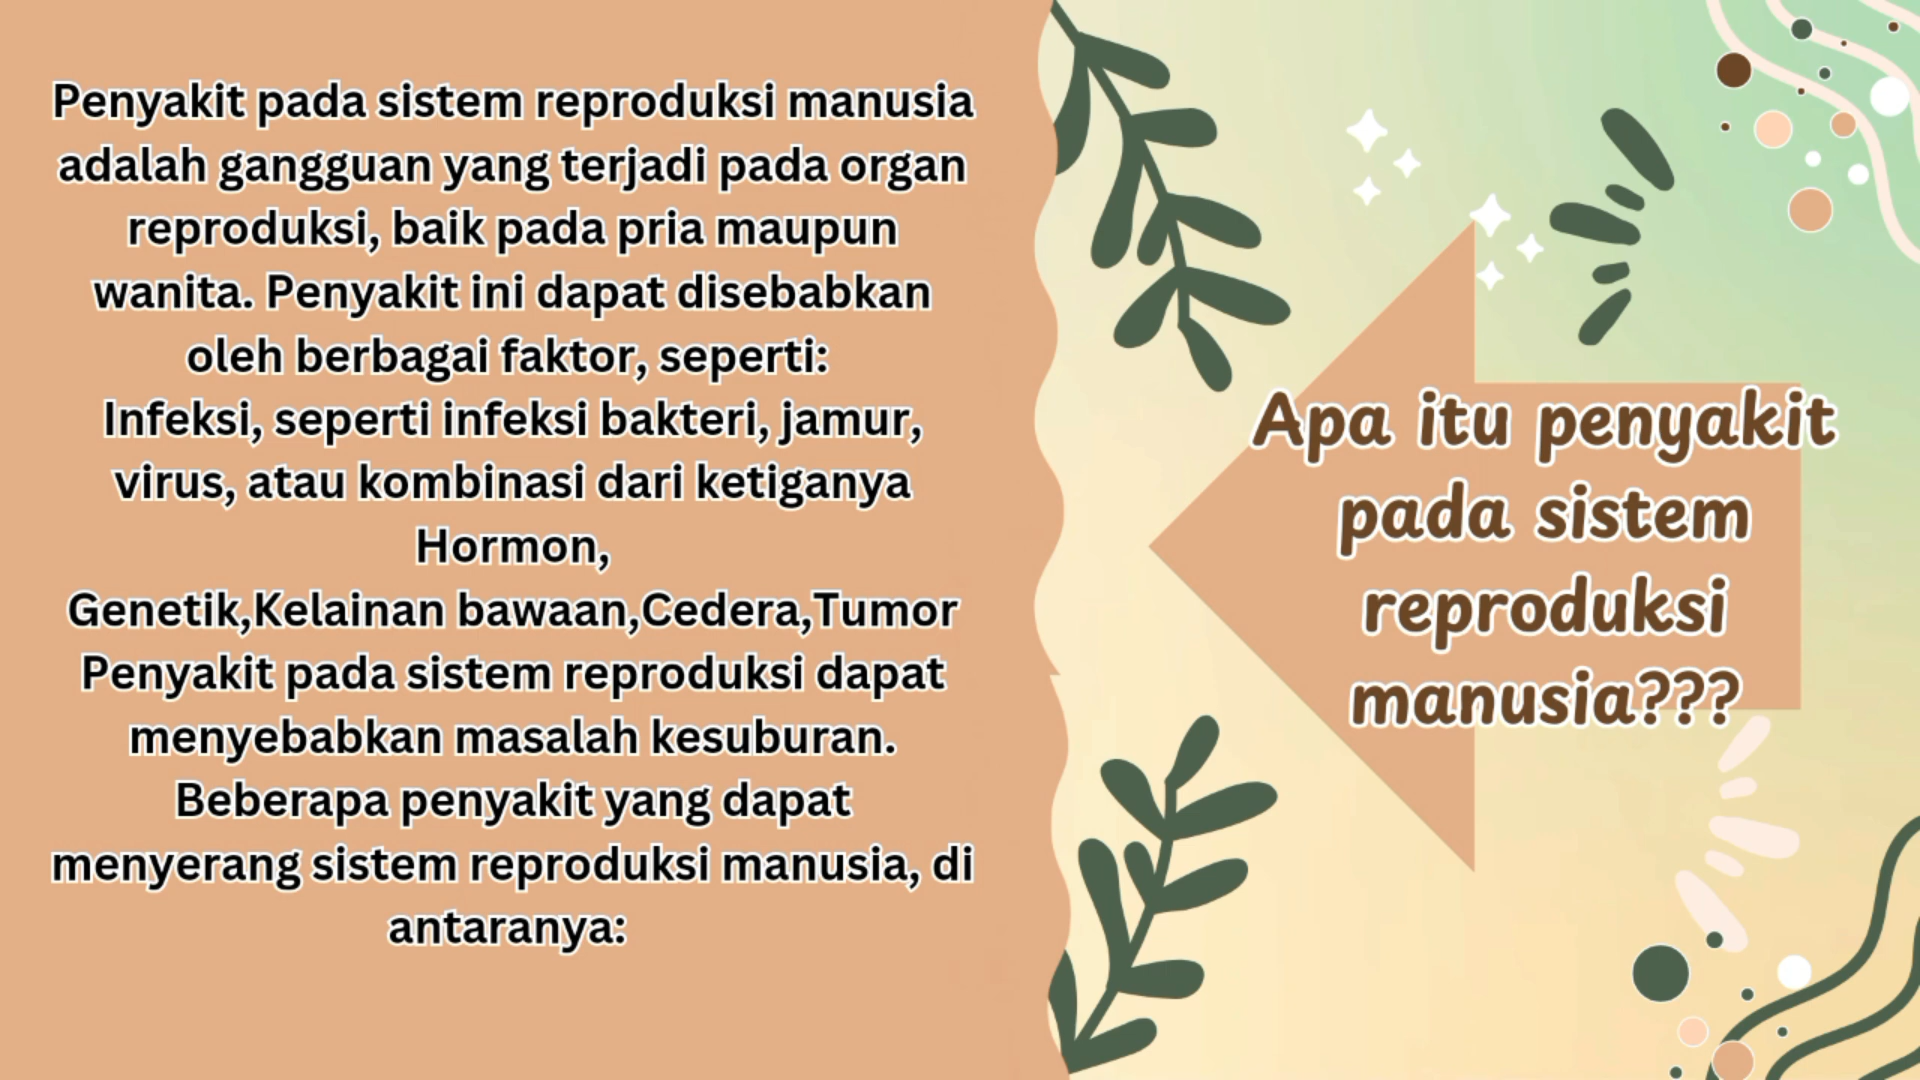 Penyakit pada sistem reproduksi manusia
adalah gangguan yang terjadi pada organ
reproduksi, baik pada pria maupun
wanita. Penyakit ini dapat disebabkan
oleh berbagai faktor, seperti:
Infeksi, seperti infeksi bakteri, jamur,
virus, atau kombinasi dari ketiganya
Hormon,
Genetik,Kelainan bawaan,Cedera,Tumor
Penyakit pada sistem reproduksi dapat
menyebabkan masalah kesuburan.
Beberapa penyakit yang dapat
menyerang sistem reproduksi manusia, di
antaranya:
Apa itu penyakit
pada sistem
reproduksi
manusia???